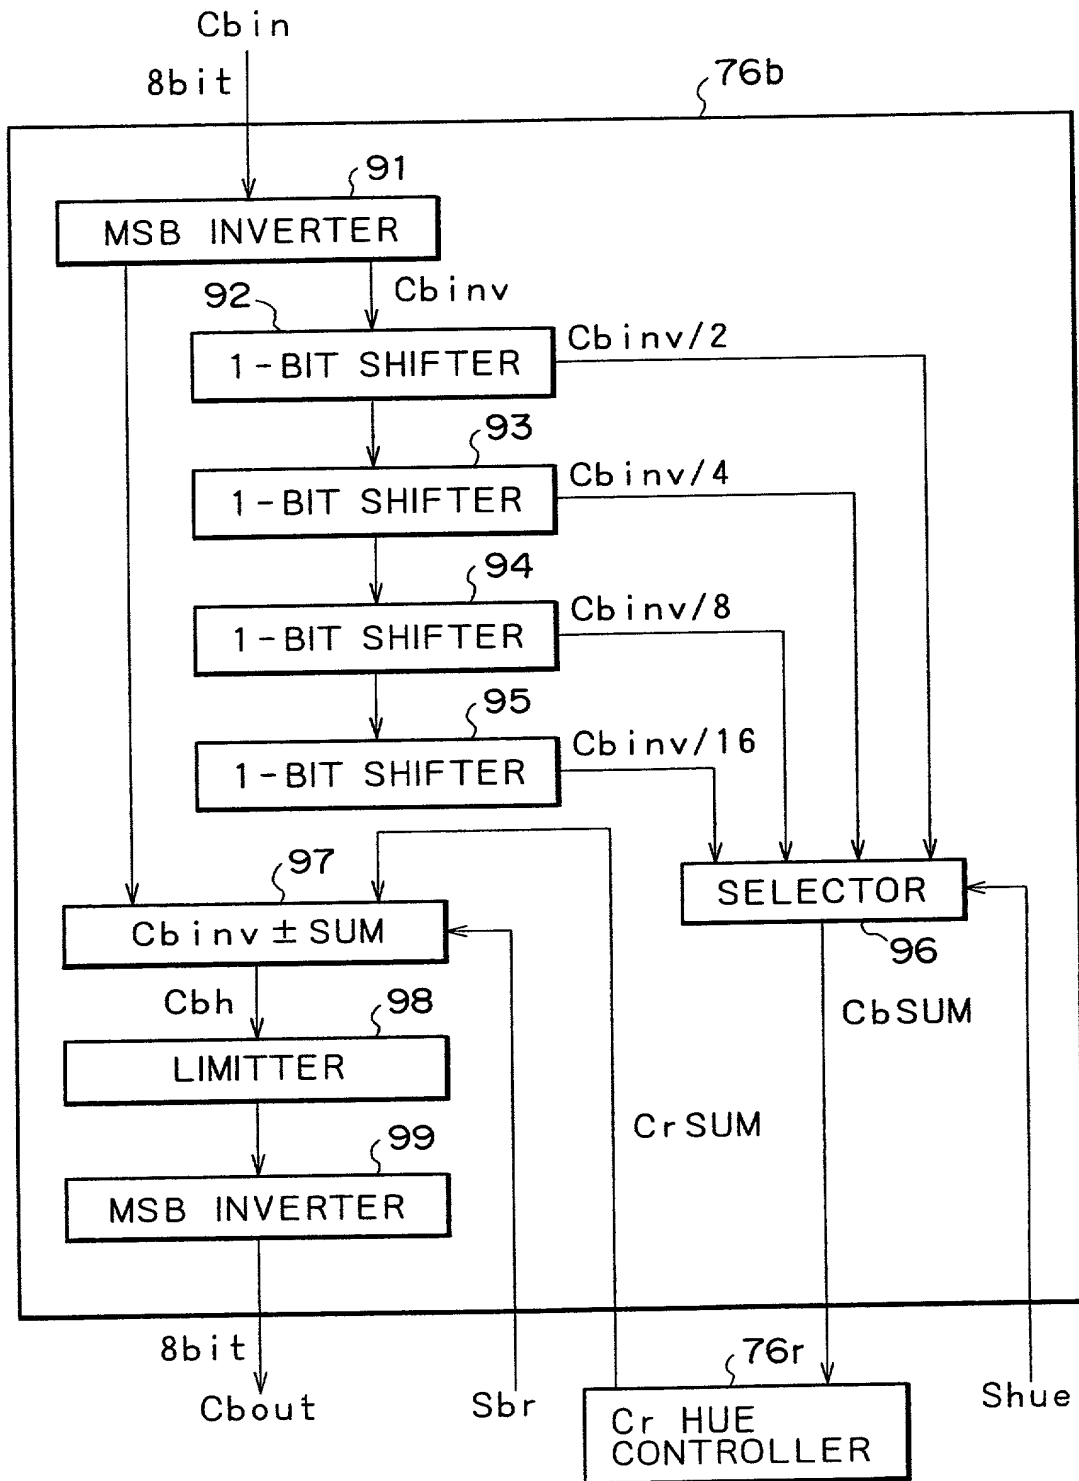 Cbin
8bit
76b
91
MSB INVERTER
Cbinv
92
1-BIT SHIFTER
Cbinv/2
93
1-BIT SHIFTER
Cbinv/4
94
1-BIT SHIFTER
Cbinv/8
95
1-BIT SHIFTER
Cbinv/16
97
Cbinv±SUM
SELECTOR
96
Cbh
98
LIMITTER
CbSUM
CrSUM
99
MSB INVERTER
8bit
Cbout
Sbr
76r
Cr HUE
CONTROLLER
Shue